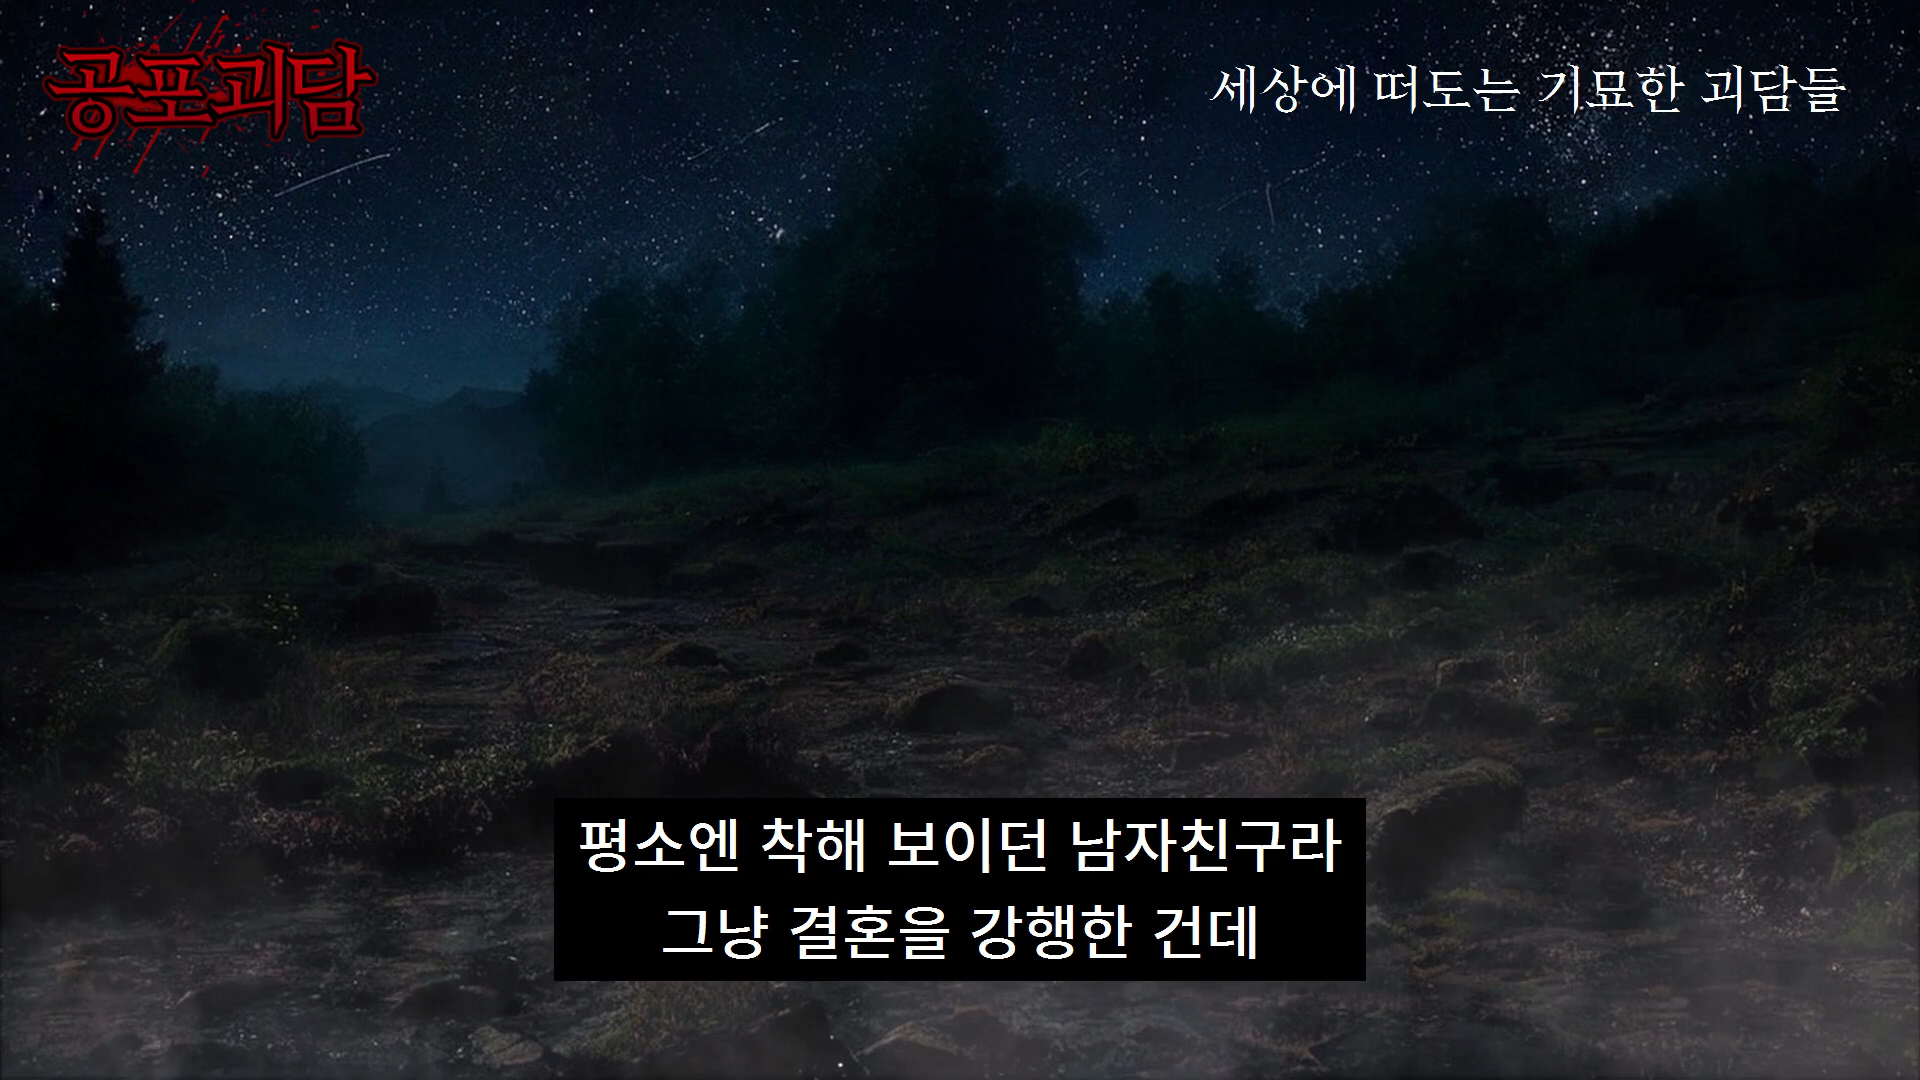 공포괴담
세상에 떠도는 기묘한 괴담들
평소엔 착해 보이던 남자친구라
그냥 결혼을 강행한 건데